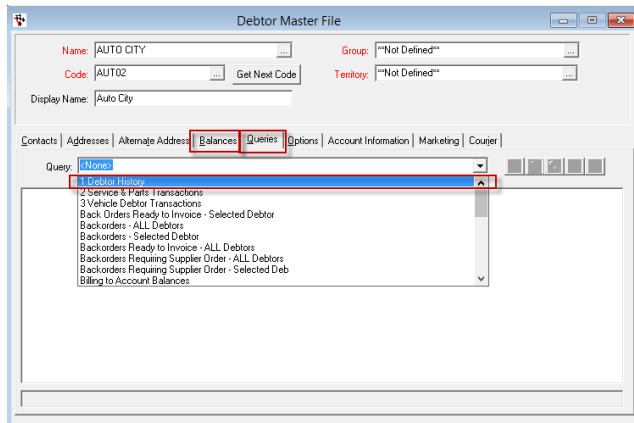 Debtor Master File
Name: AUTO CITY ... Group: **Not Defined** ...
Code: AUT02 ... Get Next Code Territory: **Not Defined** ...
Display Name: Auto City
Contacts Addresses Alternate Address Balances Queries Options Account Information Marketing Courier
Query: <None>
1 Debtor History
2 Service & Parts Transactions
3 Vehicle Debtor Transactions
Back Orders Ready to Invoice - Selected Debtor
Backorders - ALL Debtors
Backorders - Selected Debtor
Backorders Ready to Invoice - ALL Debtors
Backorders Requiring Supplier Order - ALL Debtors
Backorders Requiring Supplier Order - Selected Deb
Billing to Account Balances